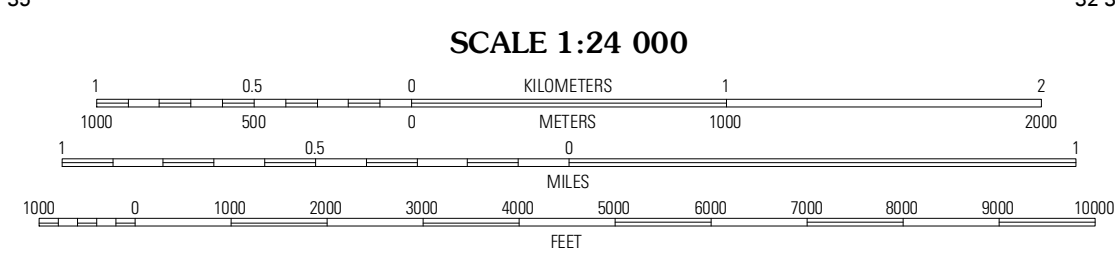 SCALE 1:24 000
1 0.5 0 KILOMETERS 1 2
1000 500 0 METERS 1000 2000
1 0.5 0 1
MILES
1000 0 1000 2000 3000 4000 5000 6000 7000 8000 9000 10000
FEET